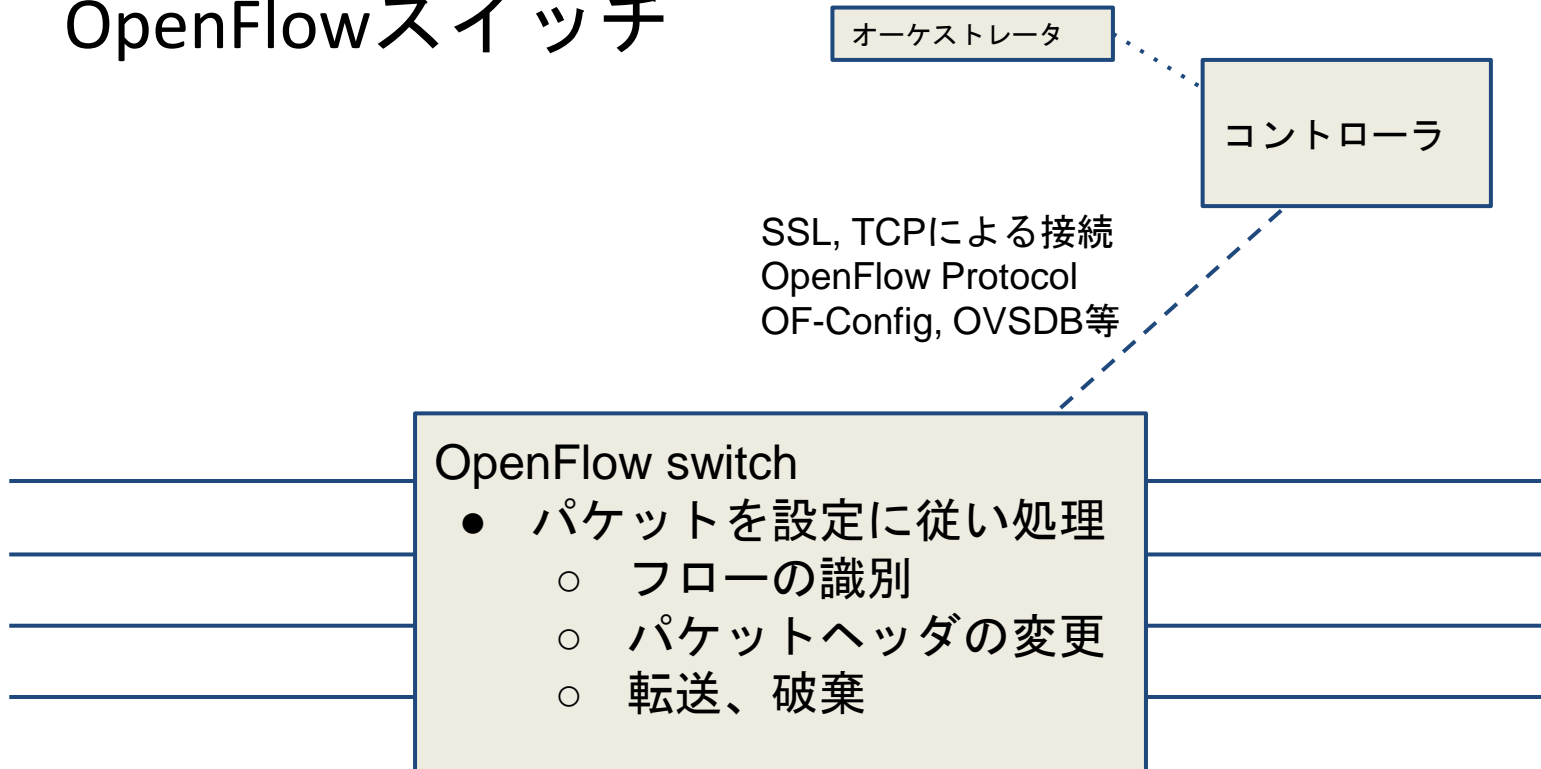 OpenFlowスイッチ
オーケストレータ
コントローラ
SSL, TCPによる接続
OpenFlow Protocol
OF-Config, OVSDB等
OpenFlow switch
● パケットを設定に従い処理
○ フローの識別
○ パケットヘッダの変更
○ 転送、破棄